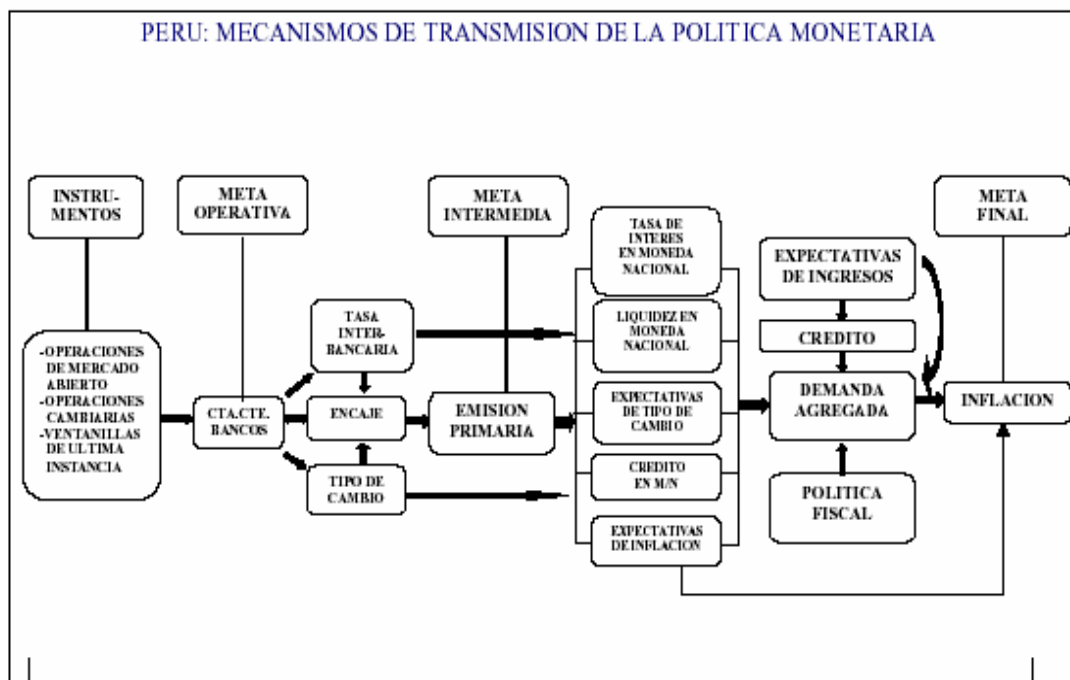 PERU: MECANISMOS DE TRANSMISION DE LA POLITICA MONETARIA
INSTRU-
MENTOS
META
OPERATIVA
META
INTERMEDIA
META
FINAL
TASA DE
INTERES
EN MONEDA
NACIONAL
EXPECTATIVAS
DE INGRESOS
TASA
INTER-
BANCARIA
LIQUIDEZ EN
MONEDA
NACIONAL
CREDITO
-OPERACIONES
DE MERCADO
ABIERTO
-OPERACIONES
CAMBIARIAS
-VENTANILLAS
DE ULTIMA
INSTANCIA
CTA.CTE.
BANCOS
ENCAJE
EMISION
PRIMARIA
EXPECTATIVAS
DE TIPO DE
CAMBIO
DEMANDA
AGREGADA
INFLACION
TIPO DE
CAMBIO
CREDITO
EN M/N
POLITICA
FISCAL
EXPECTATIVAS
DE INFLACION